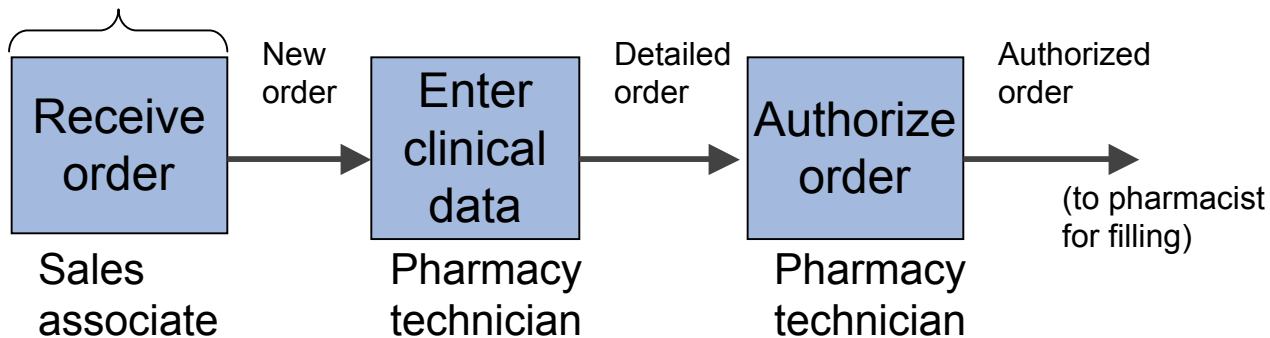 Receive
order
Sales
associate
New
order
Enter
clinical
data
Pharmacy
technician
Detailed
order
Authorize
order
Pharmacy
technician
Authorized
order
(to pharmacist
for filling)